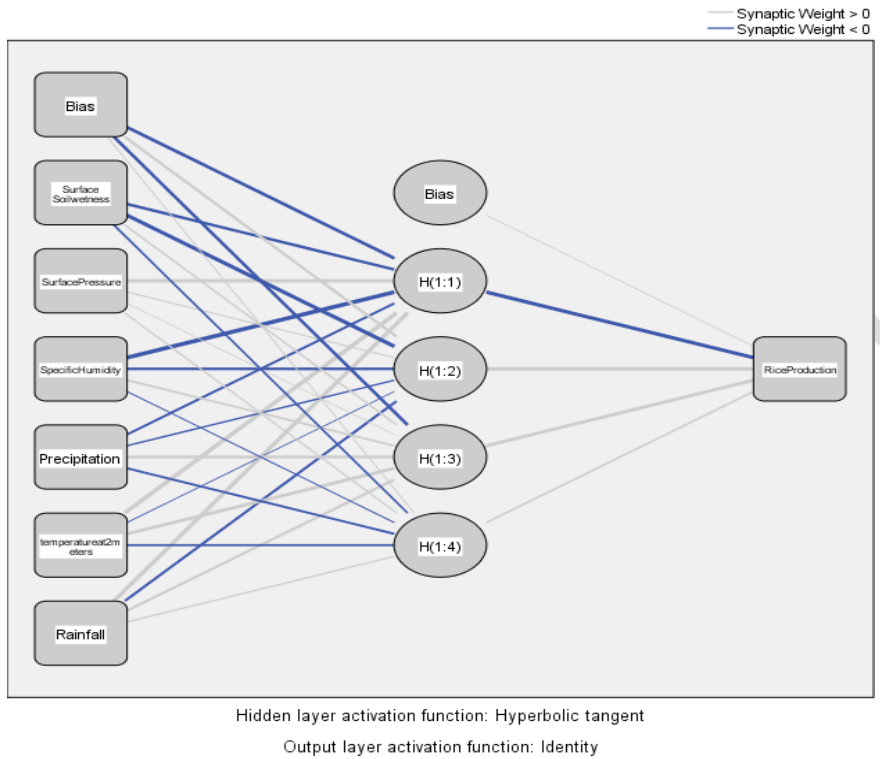 Synaptic Weight > 0
Synaptic Weight < 0
Bias
Surface
Soilwetness
SurfacePressure
SpecificHumidity
Precipitation
temperatureat2m
eters
Rainfall
Bias
H(1:1)
H(1:2)
H(1:3)
H(1:4)
RiceProduction
Hidden layer activation function: Hyperbolic tangent
Output layer activation function: Identity